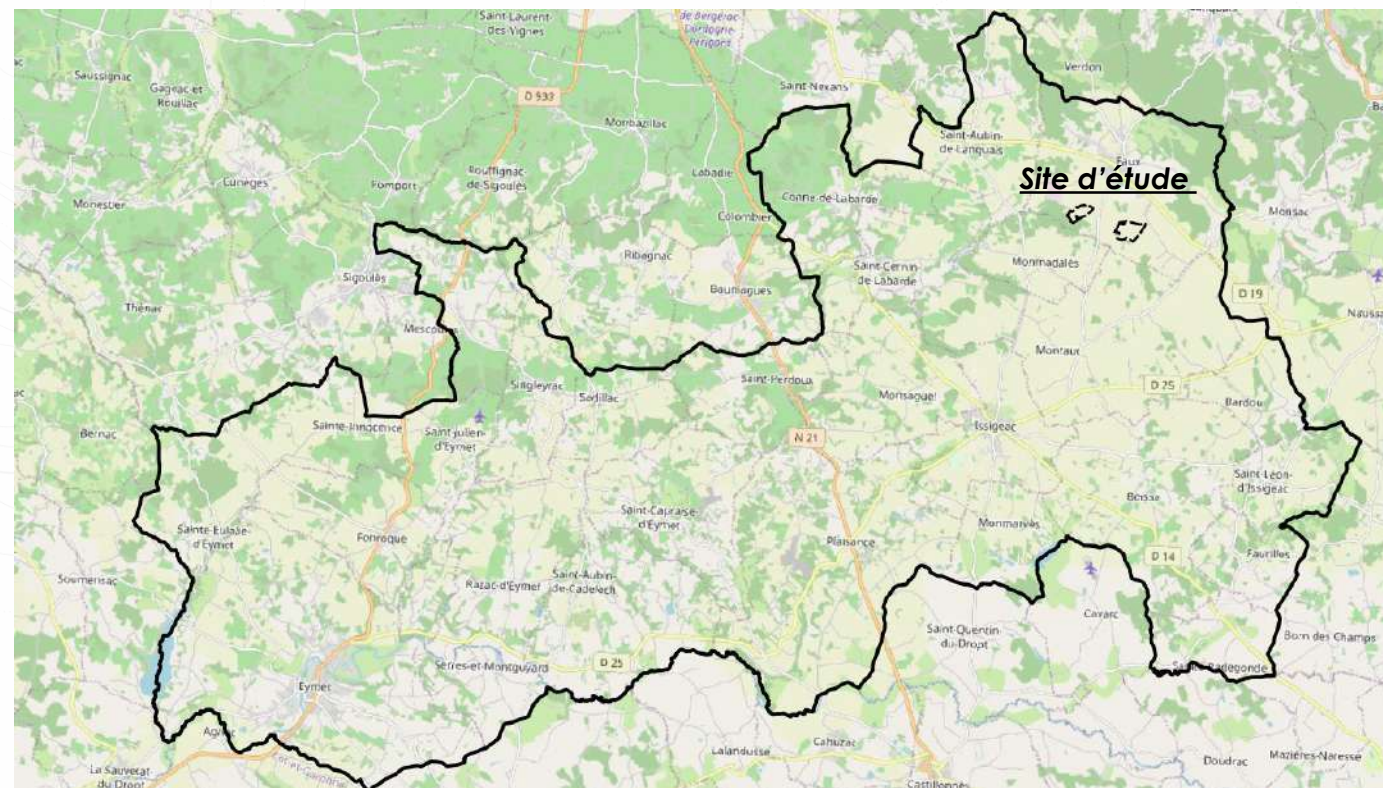 Saint-Laurent-
des-Vignes
de Bergerac
Dordogne
Périgord
Saussignac
Gageac-et
Rouillac
D 933
Saint-Nexans
Verdon
Monbazillac
Saint-Aubin-
de-Lanquais
Faux
Cunèges
Pomport
Rouffignac-
de-Sigoulès
Labadie
Site d'étude
Monestier
Conne-de-Labarde
Colombier
Monsac
Ribagnac
Sigoulès
Saint-Cernin-
de-Labarde
Monmadalès
Bouniagues
D 19
Thénac
Mescoules
Montaut
Singleyrac
Saint-Perdoux
D 25
Sadillac
Monsaguel
Bardou
Bernac
Sainte-Innocence
Saint-Julien-
d'Eymet
N 21
Issigeac
Saint-Léon-
d'Issigeac
Sainte-Eulalie-
d'Eymet
Saint-Capraise-
d'Eymet
Monmarvès
Fonroque
Plaisance
D 14
Faurilles
Soumensac
Razac-d'Eymet
Saint-Aubin-
de-Cadelech
Cavarc
Saint-Quentin-
du-Dropt
Born des Champs
Serres-et-Montguyard
D 25
Sainte-Radegonde
Eymet
Agnac
Lot-et-Garonne
Lalandusse
Cahuzac
Doudrac
Mazières-Naresse
La Sauvetat-
du-Dropt
Castillonnès